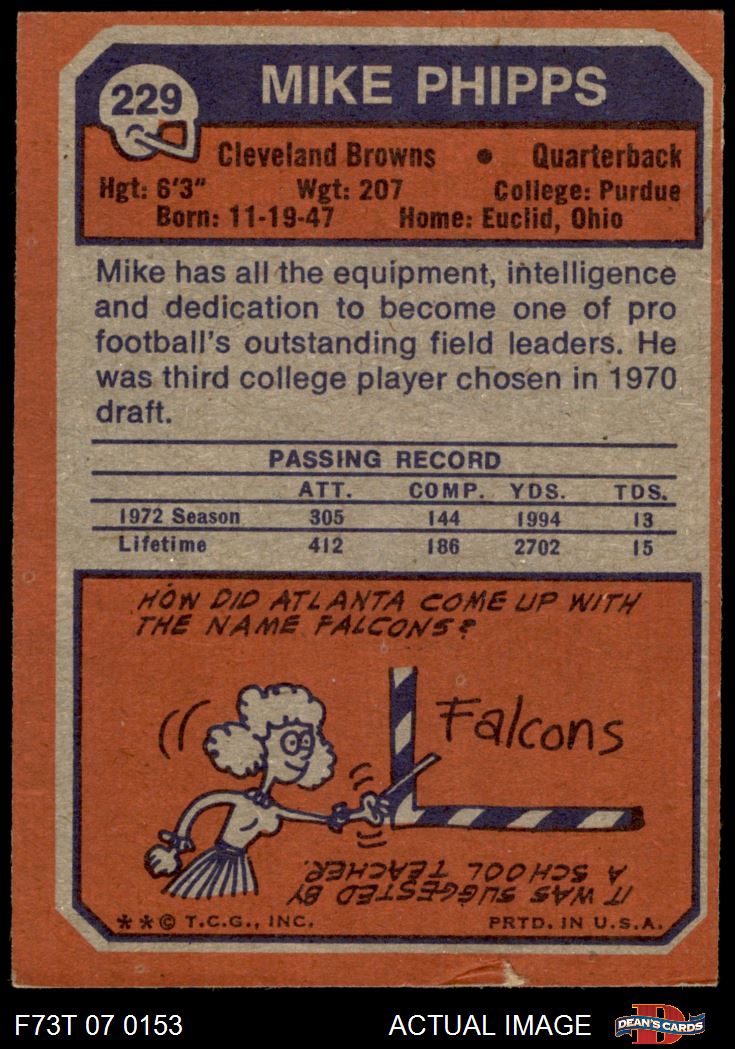 229
MIKE PHIPPS
Cleveland Browns • Quarterback
Hgt: 6'3" Wgt: 207 College: Purdue
Born: 11-19-47 Home: Euclid, Ohio
Mike has all the equipment, intelligence
and dedication to become one of pro
football's outstanding field leaders. He
was third college player chosen in 1970
draft.
PASSING RECORD
ATT. COMP. YDS. TDS.
1972 Season 305 144 1994 13
Lifetime 412 186 2702 15
HOW DID ATLANTA COME UP WITH
THE NAME FALCONS?
Falcons
IT WAS SUGGESTED BY
A SCHOOL TEACHER.
**© T.C.G., INC. PRTD. IN U.S.A.
F73T 07 0153 ACTUAL IMAGE D DEAN'S CARDS